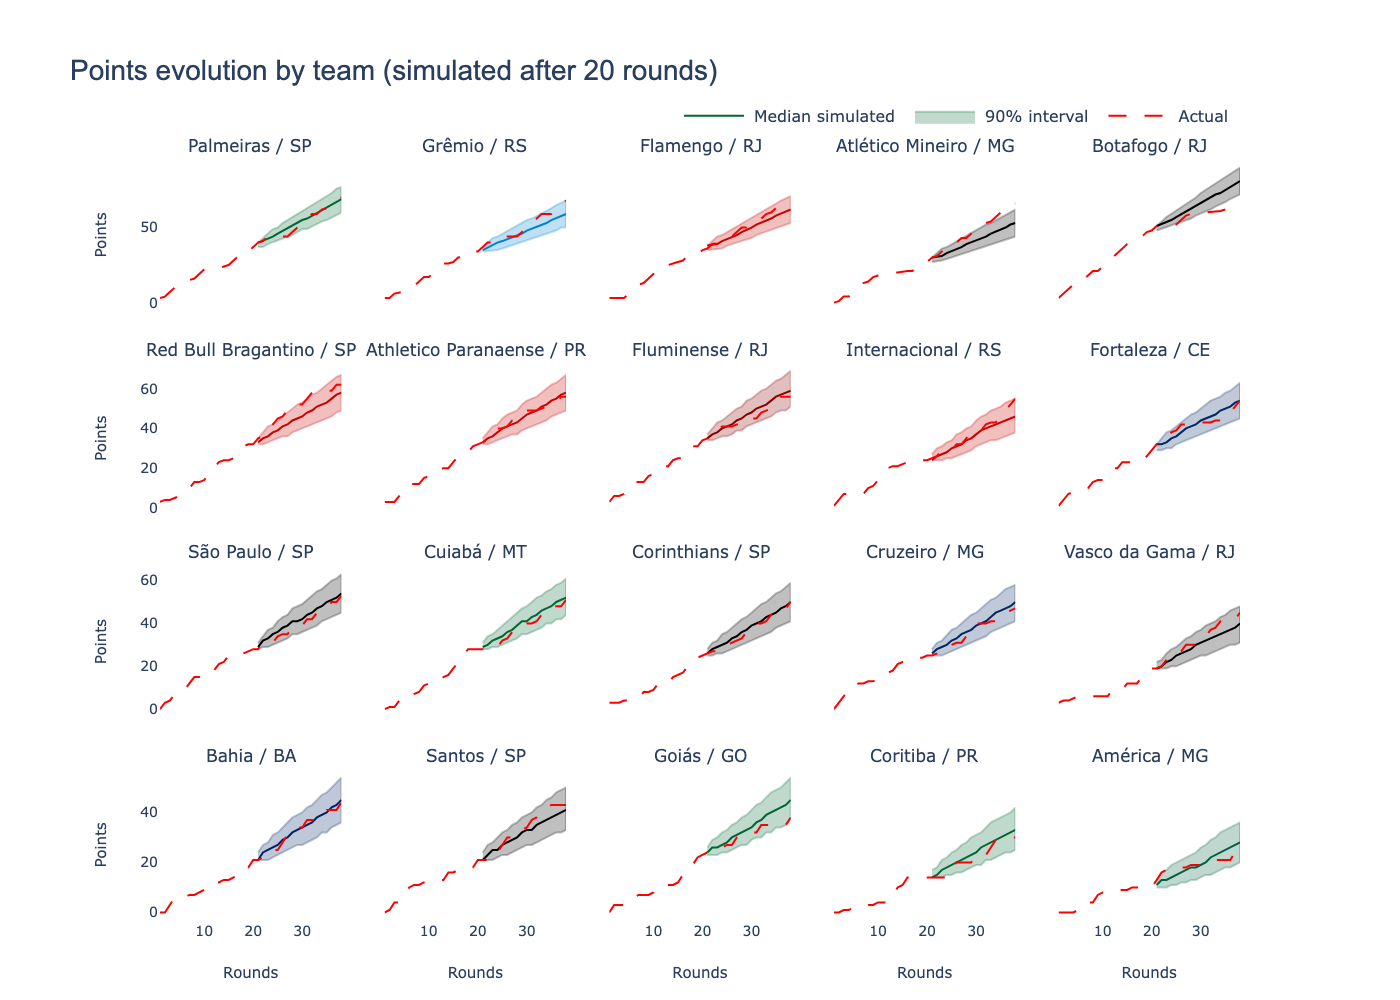 Points evolution by team (simulated after 20 rounds)
Median simulated 90% interval Actual
Palmeiras / SP Grêmio / RS Flamengo / RJ Atlético Mineiro / MG Botafogo / RJ
50
Points
0
Red Bull Bragantino / SP Athletico Paranaense / PR Fluminense / RJ Internacional / RS Fortaleza / CE
60
40
Points
20
0
São Paulo / SP Cuiabá / MT Corinthians / SP Cruzeiro / MG Vasco da Gama / RJ
60
40
Points
20
0
Bahia / BA Santos / SP Goiás / GO Coritiba / PR América / MG
40
Points
20
0
10 20 30 10 20 30 10 20 30 10 20 30 10 20 30
Rounds Rounds Rounds Rounds Rounds